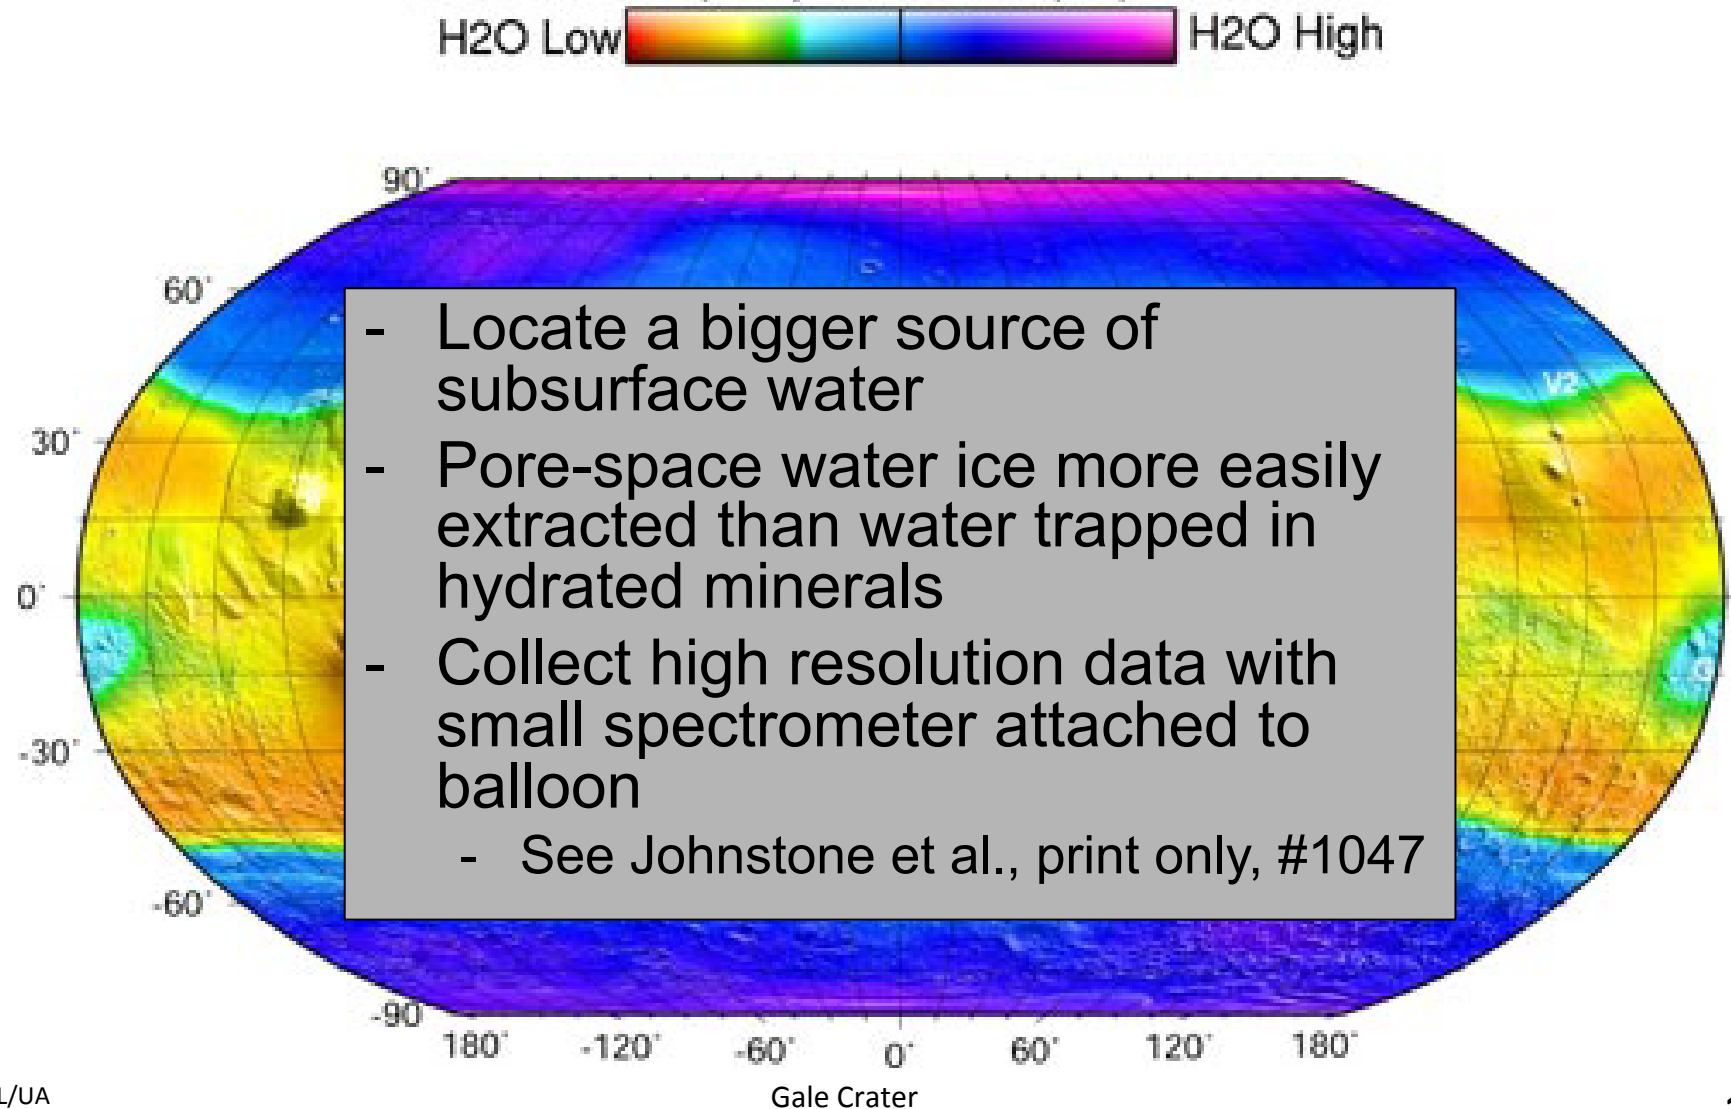 H2O Low H2O High
90°
60°
30°
0°
-30°
-60°
-90
V2
- Locate a bigger source of
subsurface water
- Pore-space water ice more easily
extracted than water trapped in
hydrated minerals
- Collect high resolution data with
small spectrometer attached to
balloon
- See Johnstone et al., print only, #1047
180° -120° -60° 0° 60° 120° 180°
L/UA Gale Crater